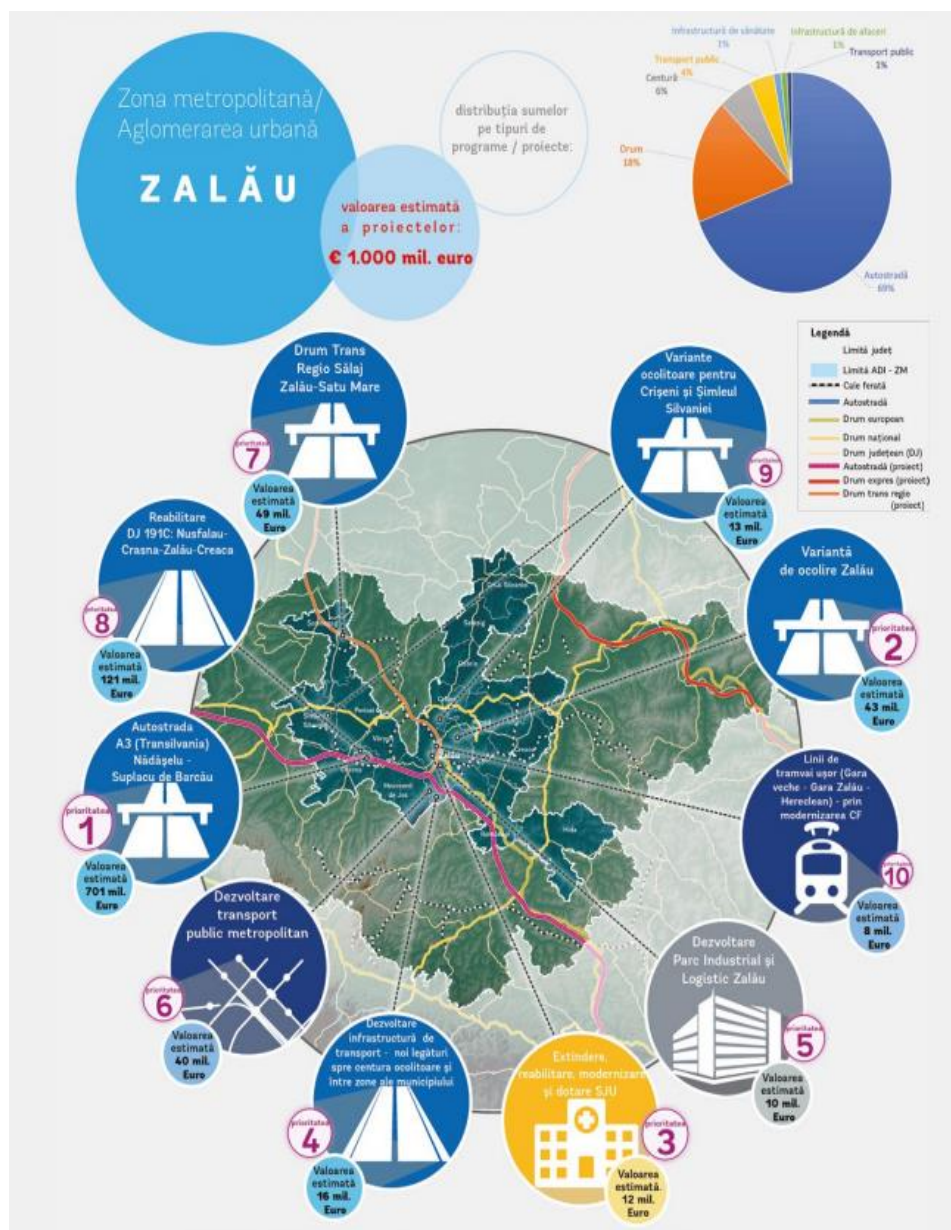 Zona metropolitană/
Aglomerarea urbană
ZALĂU
valoarea estimată
a proiectelor:
€ 1.000 mil. euro
distribuția sumelor
pe tipuri de
programe / proiecte:
Infrastructură de sănătate
1%
Infrastructură de afaceri
1%
Transport public
1%
Transport public
4%
Centură
6%
Drum
18%
Autostradă
69%
Legendă
Limită județ
Limită ADI - ZM
Cale ferată
Autostradă
Drum european
Drum național
Drum județean (DJ)
Autostradă (proiect)
Drum expres (proiect)
Drum trans regio
(proiect)
Drum Trans
Regio Sălaj
Zalău-Satu Mare
prioritatea
7
Valoarea
estimată
49 mil.
Euro
Variante
ocolitoare pentru
Crișeni și Șimleul
Silvaniei
prioritatea
9
Valoarea
estimată
13 mil.
Euro
Reabilitare
DJ 191C: Nusfalau-
Crasna-Zalău-Creaca
prioritatea
8
Valoarea
estimată
121 mil.
Euro
Variantă
de ocolire Zalău
prioritatea
2
Valoarea
estimată
43 mil.
Euro
Autostrada
A3 (Transilvania)
Nădășelu -
Suplacu de Barcău
prioritatea
1
Valoarea
estimată
701 mil.
Euro
Linii de
tramvai ușor (Gara
veche - Gara Zalău -
Hereclean) - prin
modernizarea CF
prioritatea
10
Valoarea
estimată
8 mil.
Euro
Dezvoltare
transport
public metropolitan
prioritatea
6
Valoarea
estimată
40 mil.
Euro
Dezvoltare
Parc Industrial și
Logistic Zalău
prioritatea
5
Valoarea
estimată
10 mil.
Euro
Dezvoltare
infrastructură de
transport - noi legături
spre centura ocolitoare și
între zone ale municipiului
prioritatea
4
Valoarea
estimată
16 mil.
Euro
Extindere,
reabilitare, modernizare
și dotare SJU
prioritatea
3
Valoarea
estimată
12 mil.
Euro
Hida